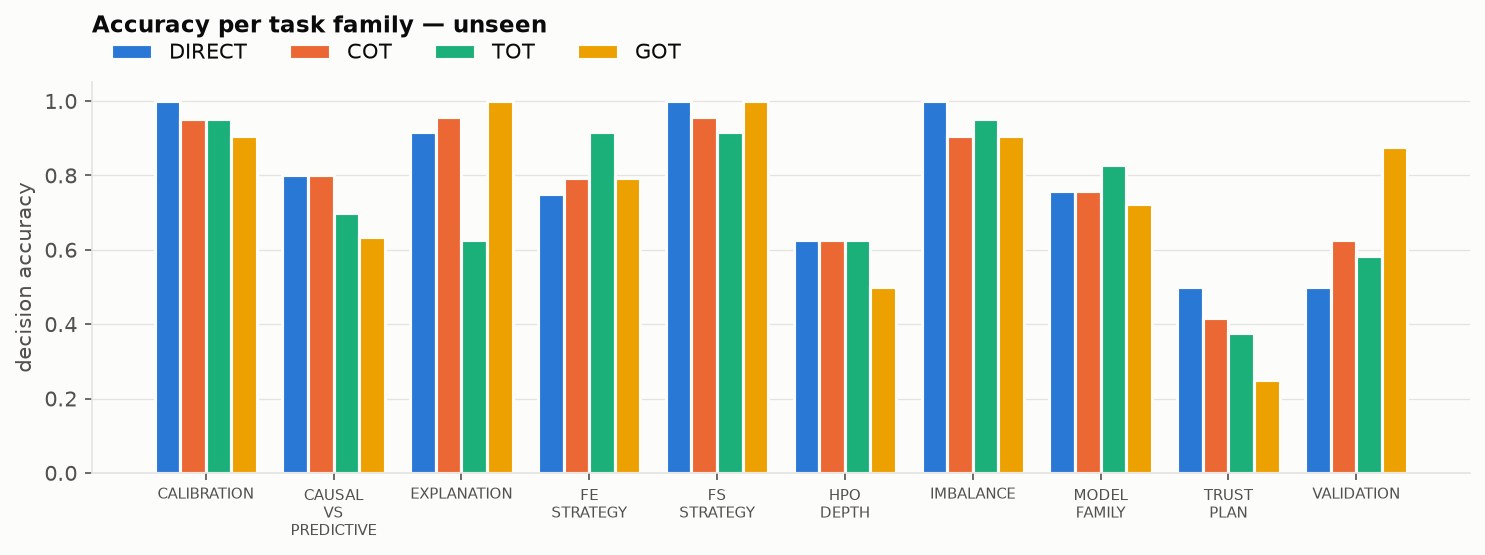 Accuracy per task family — unseen
DIRECT COT TOT GOT
decision accuracy
1.0
0.8
0.6
0.4
0.2
0.0
CALIBRATION
CAUSAL
VS
PREDICTIVE
EXPLANATION
FE
STRATEGY
FS
STRATEGY
HPO
DEPTH
IMBALANCE
MODEL
FAMILY
TRUST
PLAN
VALIDATION